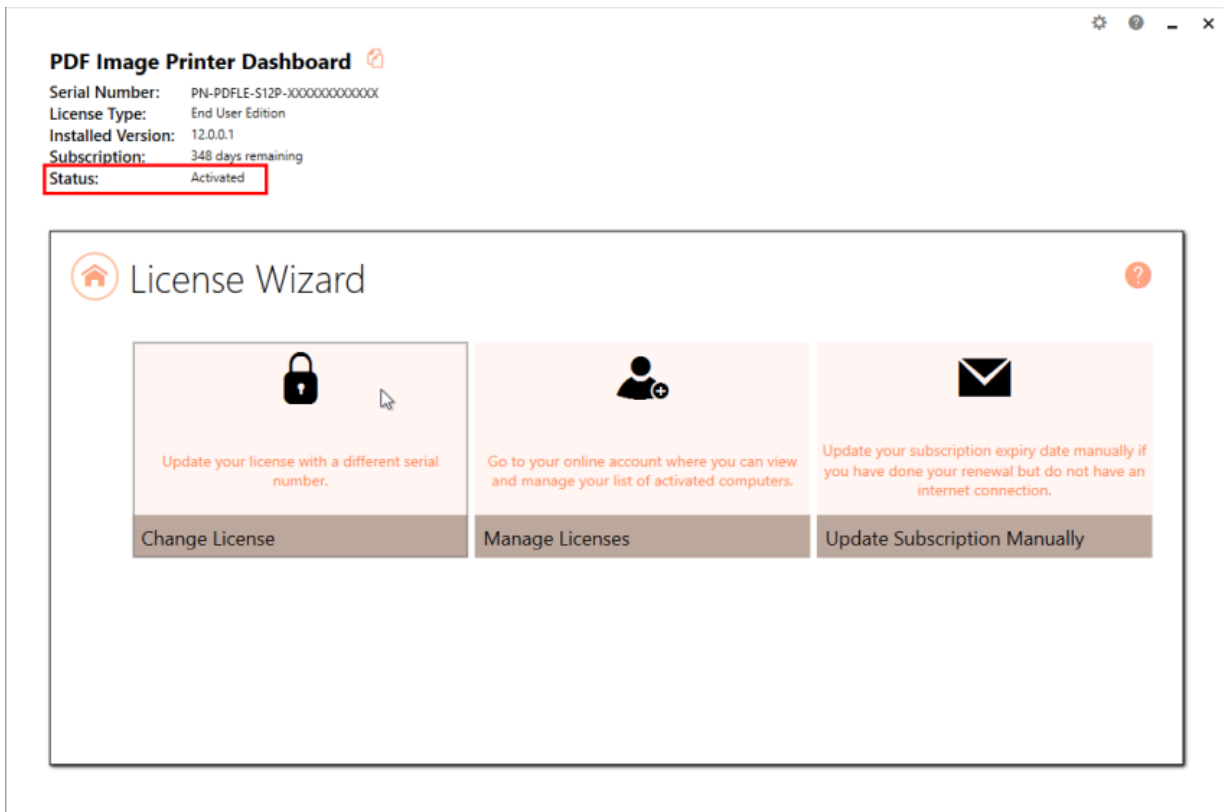 PDF Image Printer Dashboard
Serial Number: PN-PDFLE-S12P-XXXXXXXXXXXX
License Type: End User Edition
Installed Version: 12.0.0.1
Subscription: 348 days remaining
Status: Activated
License Wizard
?
Update your license with a different serial
number.
Change License
Go to your online account where you can view
and manage your list of activated computers.
Manage Licenses
Update your subscription expiry date manually if
you have done your renewal but do not have an
internet connection.
Update Subscription Manually